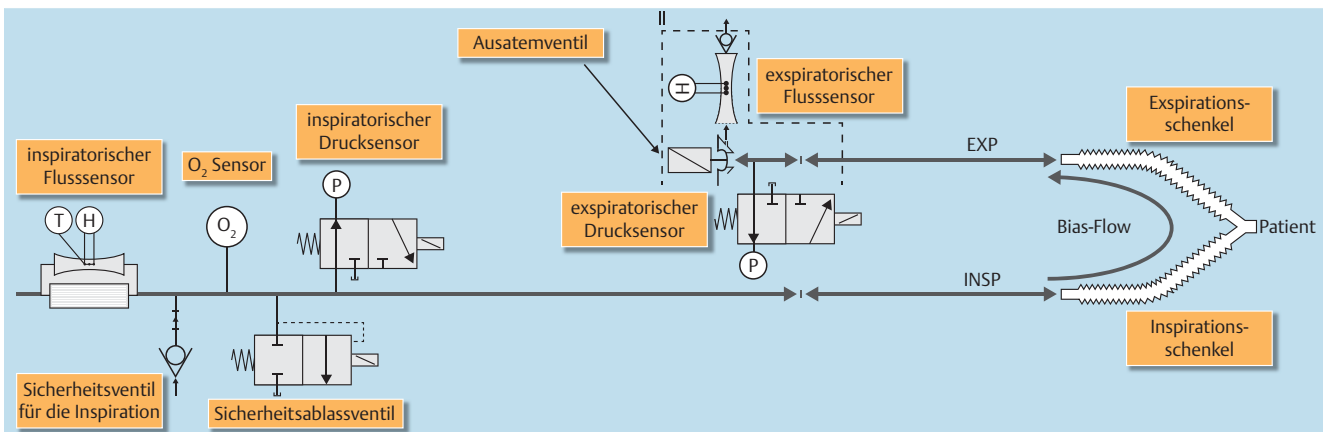 Ausatemventil
H
exspiratorischer
Flusssensor
Exspirations-
schenkel
inspiratorischer
Drucksensor
inspiratorischer
Flusssensor
O₂ Sensor
EXP
P
T H
O₂
exspiratorischer
Drucksensor
P
Bias-Flow
Patient
INSP
Inspirations-
schenkel
Sicherheitsventil
für die Inspiration
Sicherheitsablassventil